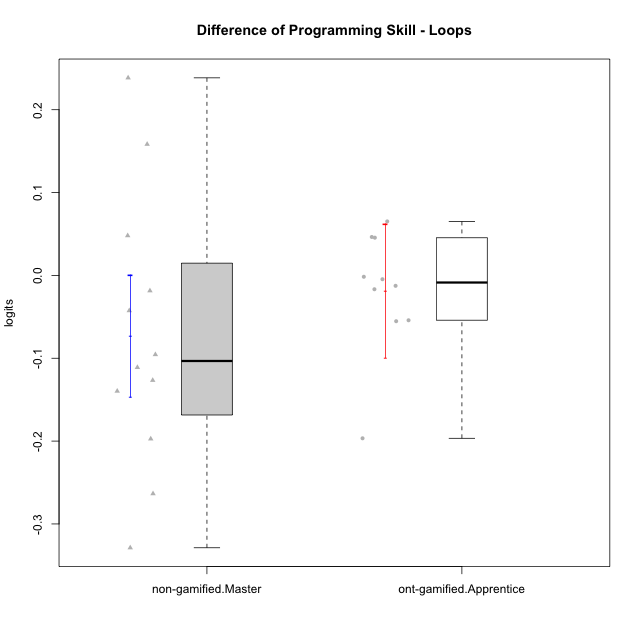 Difference of Programming Skill - Loops
logits
0.2
0.1
0.0
-0.1
-0.2
-0.3
non-gamified.Master
ont-gamified.Apprentice